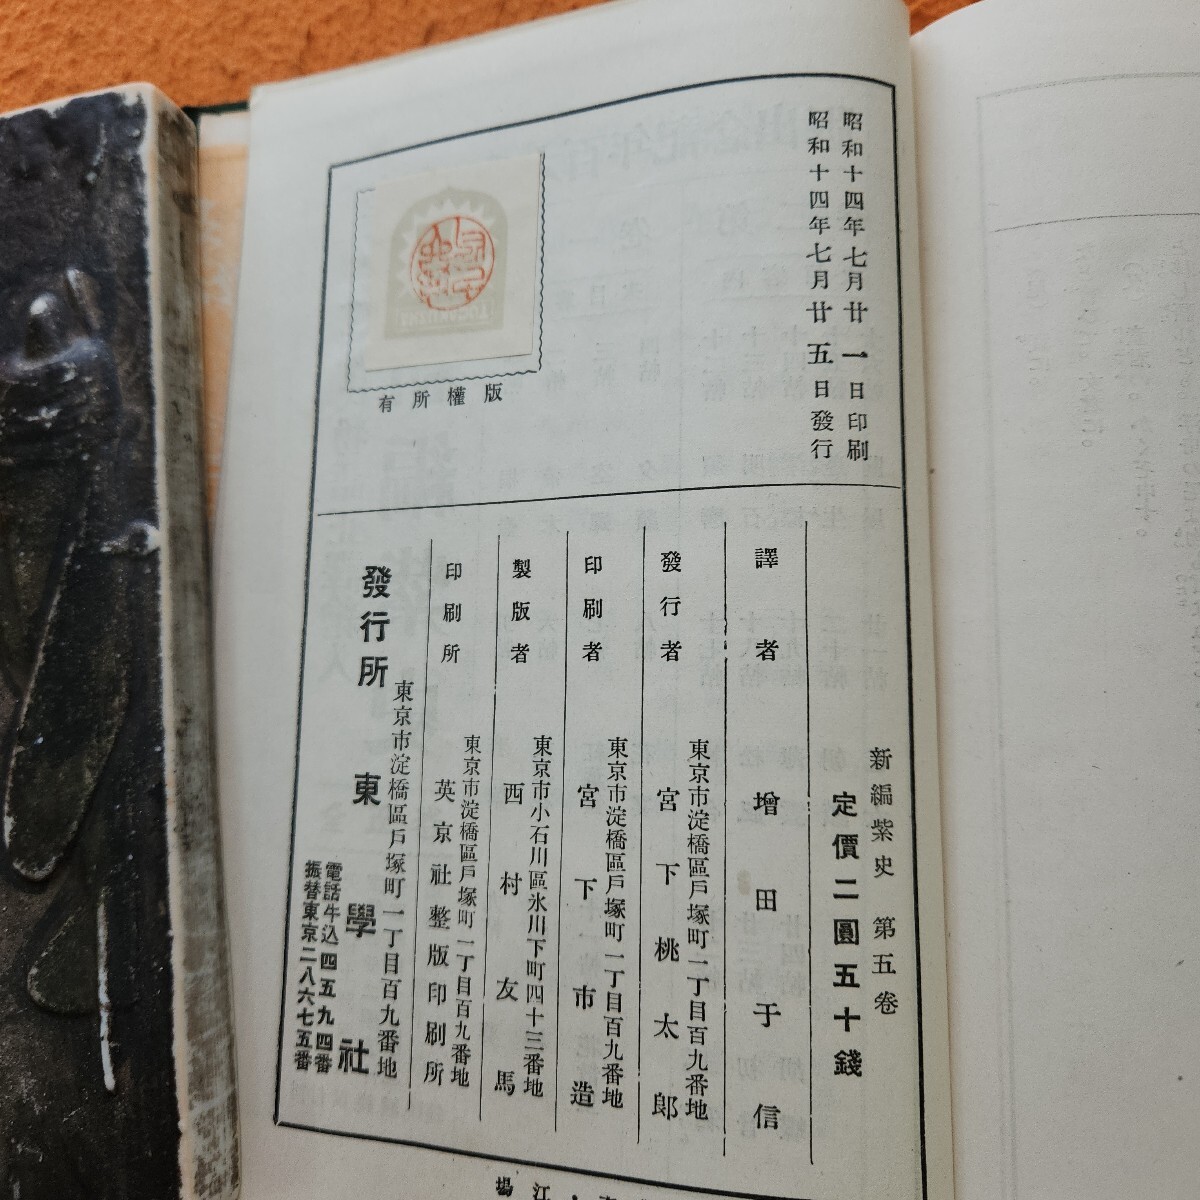 昭和十四年七月廿一日印刷
昭和十四年七月廿五日發行
版權所有
新編紫史 第五卷
定價二圓五十錢
譯者 增田于信
發行者 東京市淀橋區戶塚町一丁目百九番地
宮下桃太郎
印刷者 東京市淀橋區戶塚町一丁目百九番地
宮下市造
製版者 東京市小石川區氷川下町四十三番地
西村友馬
印刷所 東京市淀橋區戶塚町一丁目百九番地
英京社整版印刷所
東京市淀橋區戶塚町一丁目百九番地
發行所 東學社
電話牛込四五九四番
振替東京二八六七五番